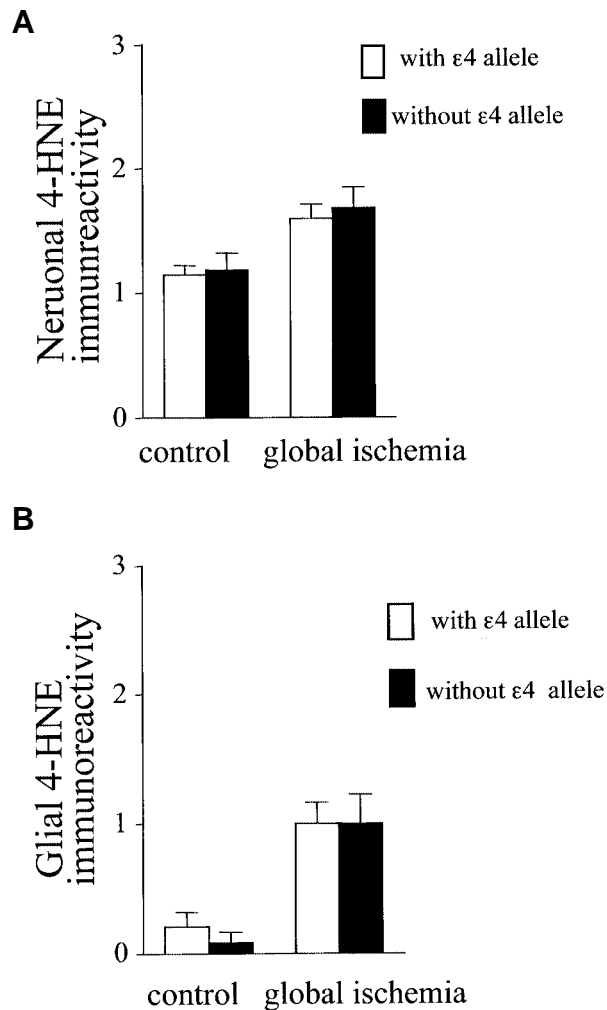 A
3
with ε4 allele
without ε4 allele
2
Neruonal 4-HNE
immunreactivity
1
0
control global ischemia
B
3
with ε4 allele
without ε4 allele
2
Glial 4-HNE
immunoreactivity
1
0
control global ischemia